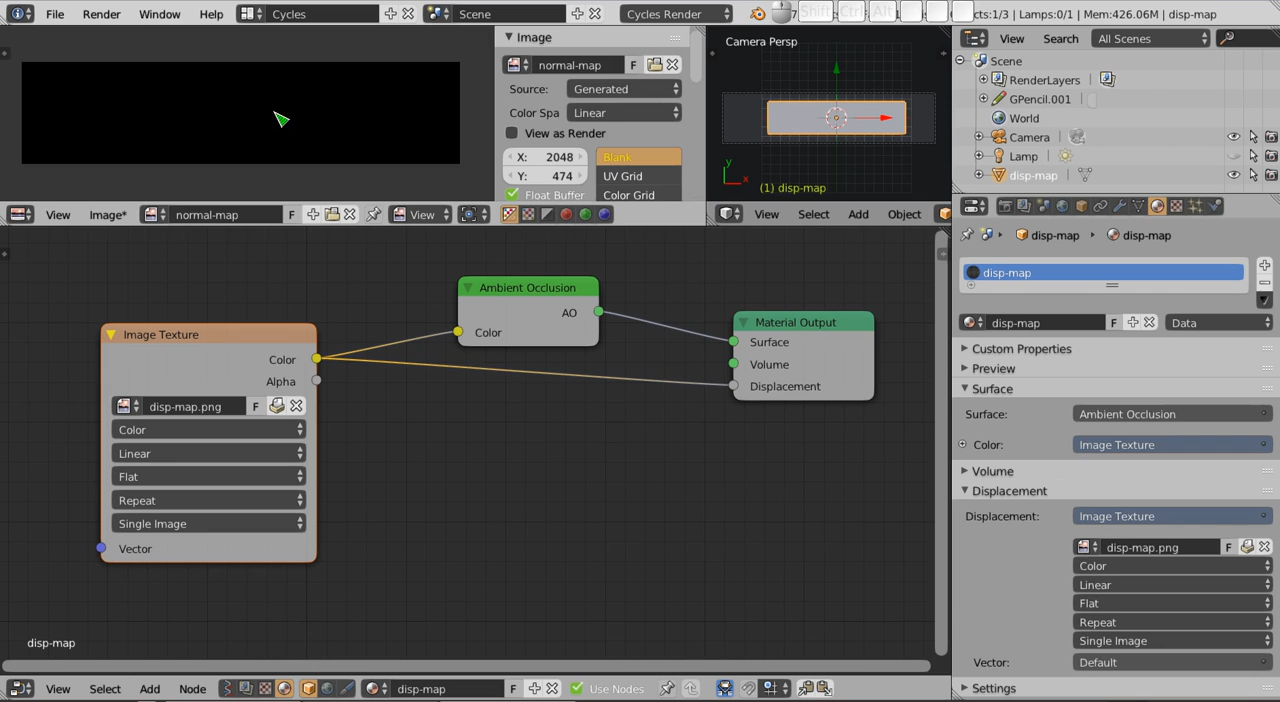 File Render Window Help Cycles Scene Cycles Render Shift Ctrl Alt cts:1/3 | Lamps:0/1 | Mem:426.06M | disp-map
Image
normal-map F
Source: Generated
Color Spa Linear
View as Render
X: 2048 Blank
Y: 474 UV Grid
Float Buffer Color Grid
View Image* normal-map F View
Camera Persp
y
x
(1) disp-map
View Select Add Object
View Search All Scenes
Scene
RenderLayers
GPencil.001
World
Camera
Lamp
disp-map
disp-map disp-map
disp-map
disp-map F Data
Custom Properties
Preview
Surface
Surface: Ambient Occlusion
Color: Image Texture
Volume
Displacement
Displacement: Image Texture
disp-map.png F
Color
Linear
Flat
Repeat
Single Image
Vector: Default
Settings
Ambient Occlusion
AO
Color
Material Output
Surface
Volume
Displacement
Image Texture
Color
Alpha
disp-map.png F
Color
Linear
Flat
Repeat
Single Image
Vector
disp-map
View Select Add Node disp-map F Use Nodes